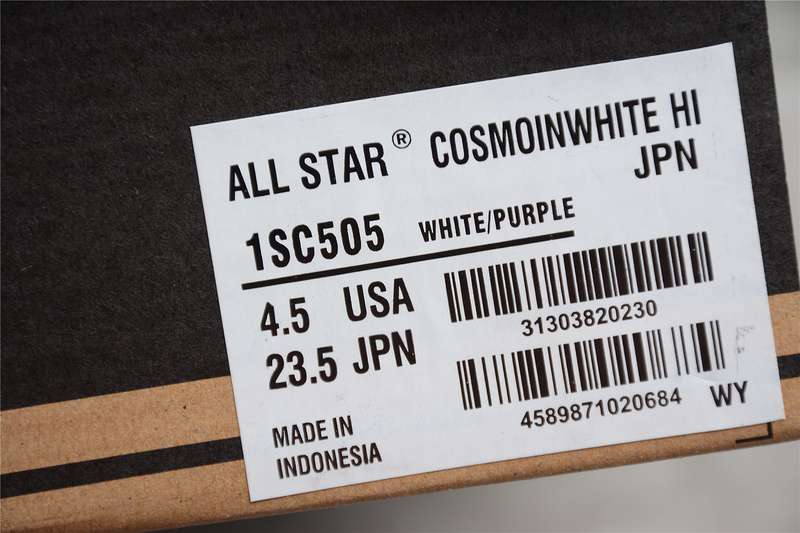 ALL STAR® COSMOINWHITE HI
JPN
1SC505 WHITE/PURPLE
4.5 USA
23.5 JPN
31303820230
4589871020684
WY
MADE IN
INDONESIA